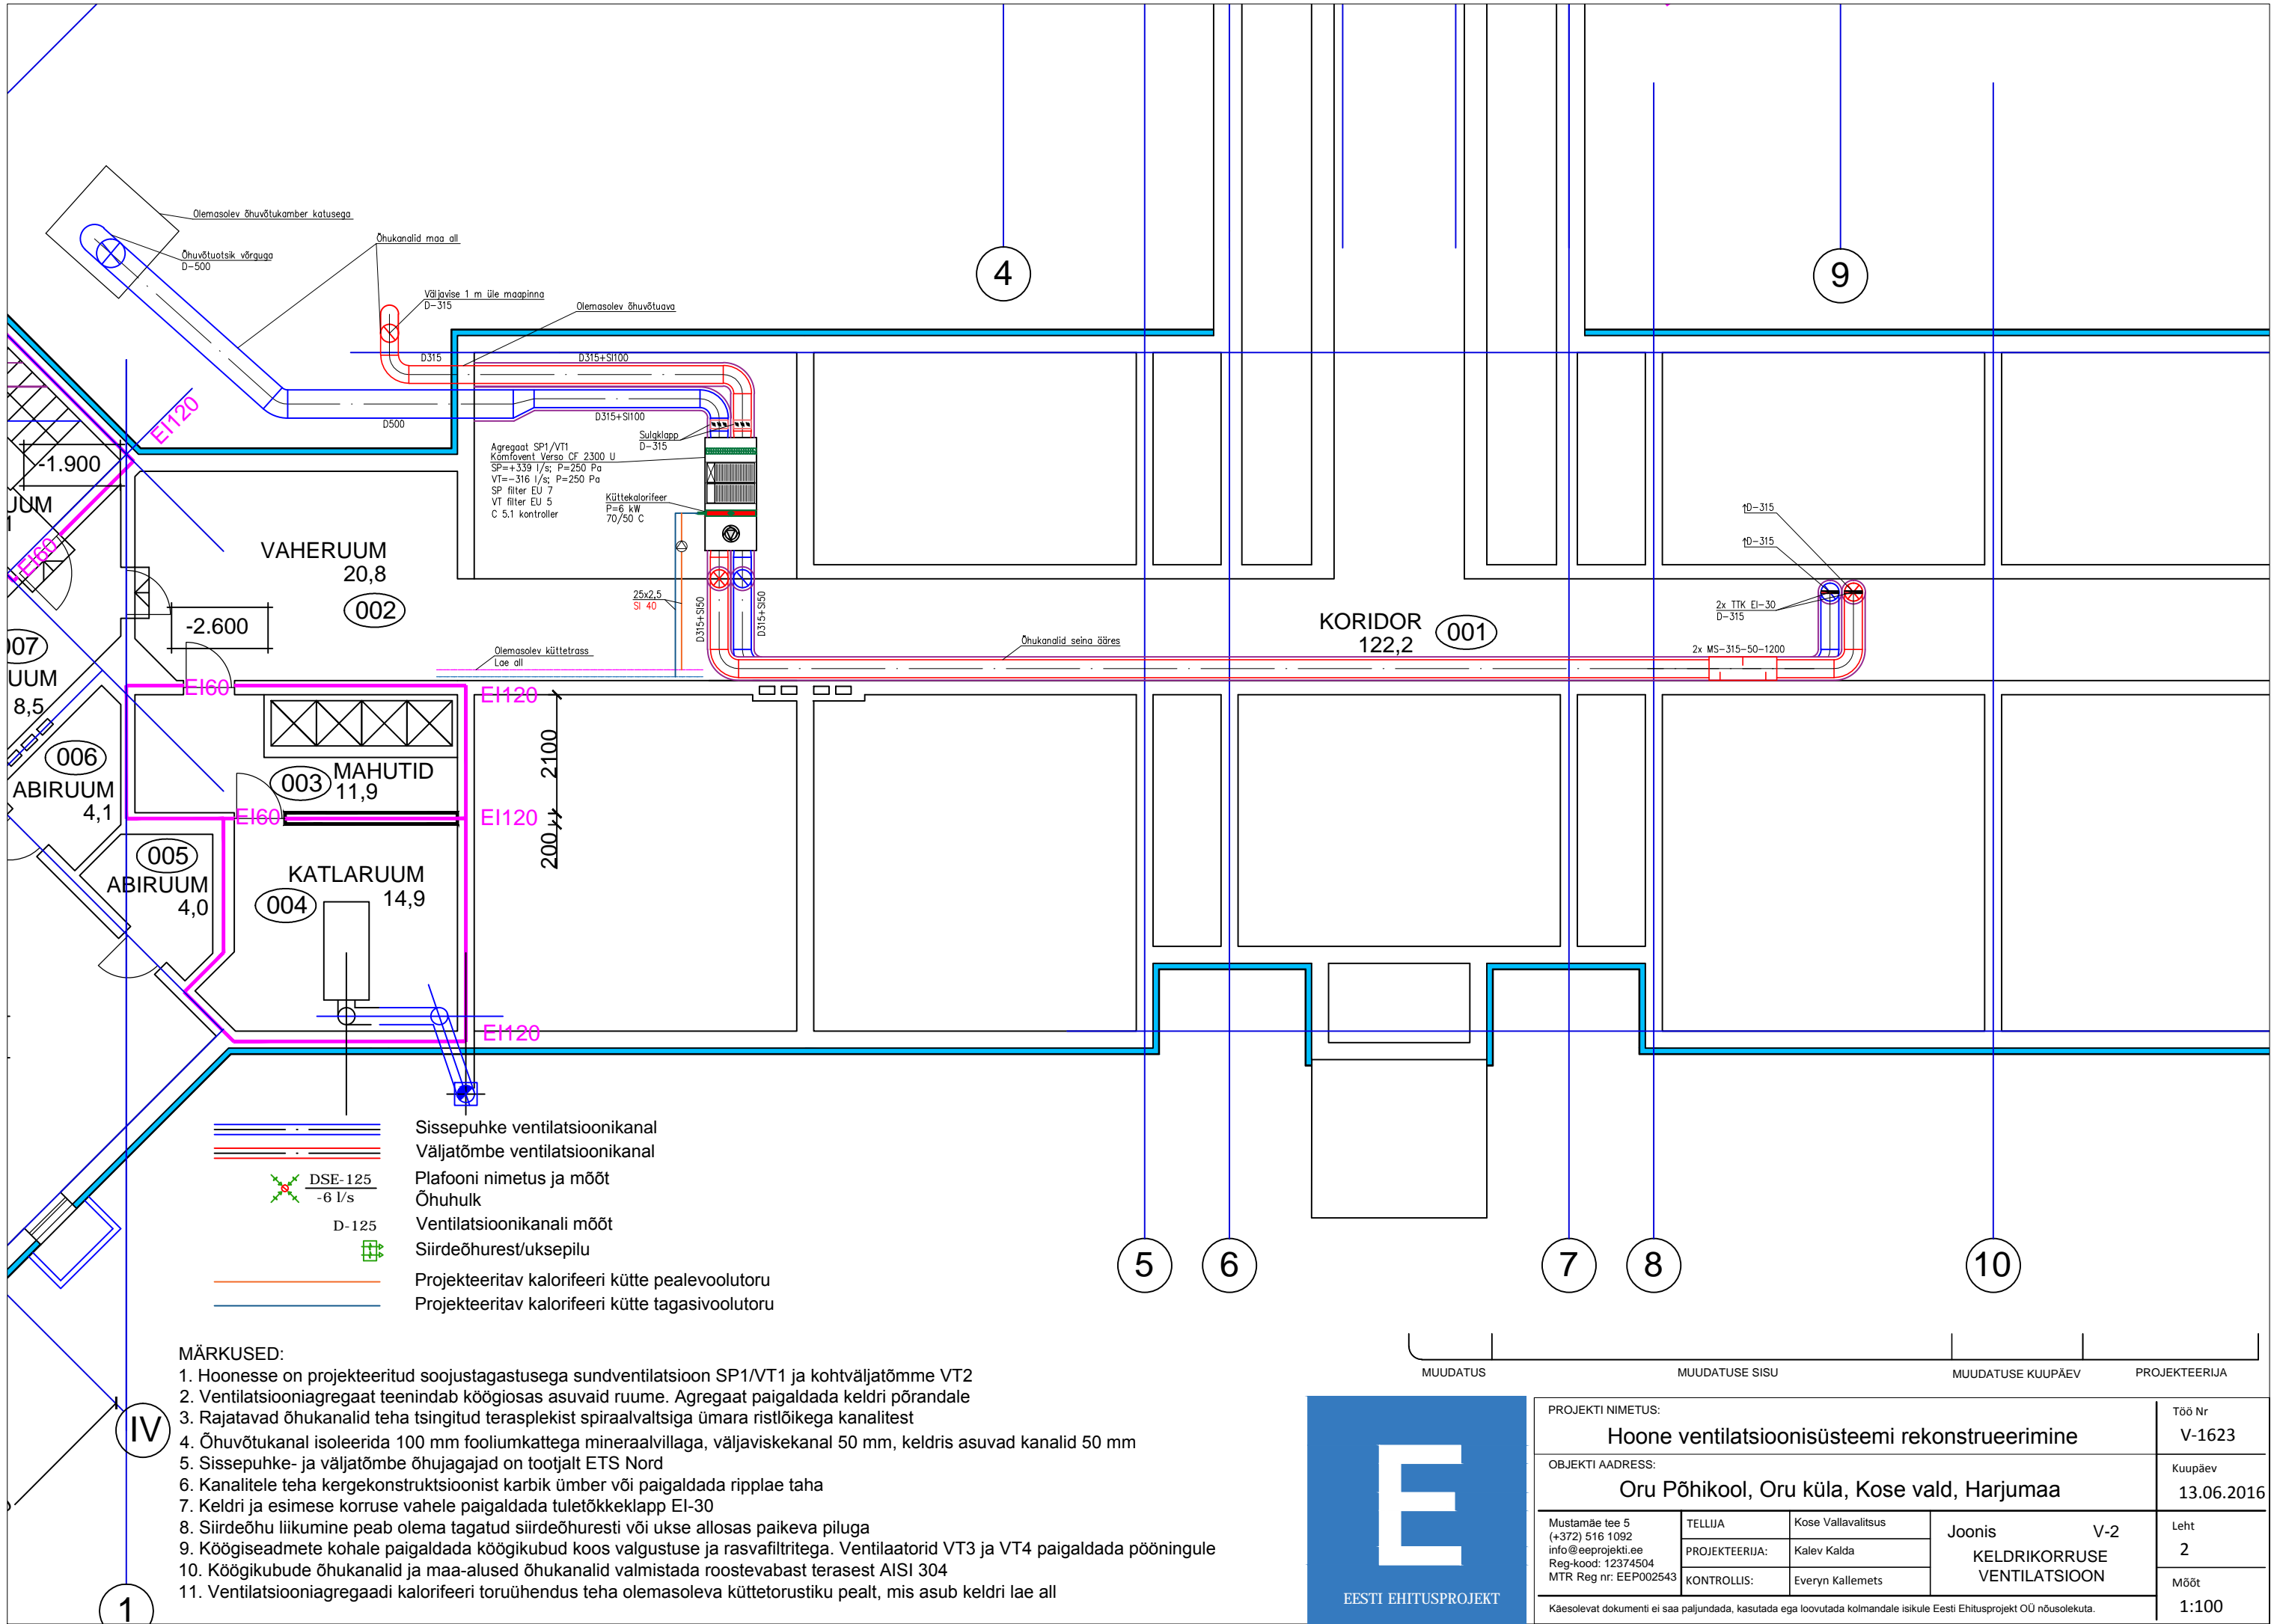 Olemasolev õhuvõtukamber katusega
Õhukanalid maa all
Õhuvõtuotsik võrguga
D-500
Väljavise 1 m üle maapinna
D-315
Olemasolev õhuvõtuava
4
9
D315
D315+SI100
D500
D315+SI100
EI120
-1.900
Sulgklapp
D-315
Agregaat SP1/VT1
Komfovent Verso CF 2300 U
SP=+339 l/s; P=250 Pa
VT=-316 l/s; P=250 Pa
SP filter EU 7
VT filter EU 5
C 5.1 kontroller
Küttekalorifeer
P=6 kW
70/50 C
UUM
1
EI60
VAHERUUM
20,8
002
-2.600
25x2,5
SI 40
D315+SI50
D315+SI50
↑D-315
↑D-315
2x TTK EI-30
D-315
KORIDOR
122,2
001
Õhukanalid seina ääres
2x MS-315-50-1200
Olemasolev küttetrass
Lae all
007
UUM
8,5
EI60
EI120
2100
006
ABIRUUM
4,1
003
MAHUTID
11,9
EI60
EI120
200
005
ABIRUUM
4,0
KATLARUUM
14,9
004
EI120
Sissepuhke ventilatsioonikanal
Väljatõmbe ventilatsioonikanal
DSE-125
-6 l/s
Plafooni nimetus ja mõõt
Õhuhulk
D-125
Ventilatsioonikanali mõõt
Siirdeõhurest/uksepilu
Projekteeritav kalorifeeri kütte pealevoolutoru
Projekteeritav kalorifeeri kütte tagasivoolutoru
5
6
7
8
10
MÄRKUSED:
1. Hoonesse on projekteeritud soojustagastusega sundventilatsioon SP1/VT1 ja kohtväljatõmme VT2
2. Ventilatsiooniagregaat teenindab köögiosas asuvaid ruume. Agregaat paigaldada keldri põrandale
3. Rajatavad õhukanalid teha tsingitud terasplekist spiraalvaltsiga ümara ristlõikega kanalitest
4. Õhuvõtukanal isoleerida 100 mm fooliumkattega mineraalvillaga, väljaviskekanal 50 mm, keldris asuvad kanalid 50 mm
5. Sissepuhke- ja väljatõmbe õhujagajad on tootjalt ETS Nord
6. Kanalitele teha kergekonstruktsioonist karbik ümber või paigaldada ripplae taha
7. Keldri ja esimese korruse vahele paigaldada tuletõkkeklapp EI-30
8. Siirdeõhu liikumine peab olema tagatud siirdeõhuresti või ukse allosas paikeva piluga
9. Köögiseadmete kohale paigaldada köögikubud koos valgustuse ja rasvafiltritega. Ventilaatorid VT3 ja VT4 paigaldada pööningule
10. Köögikubude õhukanalid ja maa-alused õhukanalid valmistada roostevabast terasest AISI 304
11. Ventilatsiooniagregaadi kalorifeeri toruühendus teha olemasoleva küttetorustiku pealt, mis asub keldri lae all
IV
1
MUUDATUS
MUUDATUSE SISU
MUUDATUSE KUUPÄEV
PROJEKTEERIJA
E
EESTI EHITUSPROJEKT
PROJEKTI NIMETUS:
Hoone ventilatsioonisüsteemi rekonstrueerimine
Töö Nr
V-1623
OBJEKTI AADRESS:
Oru Põhikool, Oru küla, Kose vald, Harjumaa
Kuupäev
13.06.2016
Mustamäe tee 5
(+372) 516 1092
info@eeprojekti.ee
Reg-kood: 12374504
MTR Reg nr: EEP002543
TELLIJA
Kose Vallavalitsus
PROJEKTEERIJA:
Kalev Kalda
KONTROLLIS:
Everyn Kallemets
Joonis V-2
KELDRIKORRUSE
VENTILATSIOON
Leht
2
Mõõt
1:100
Käesolevat dokumenti ei saa paljundada, kasutada ega loovutada kolmandale isikule Eesti Ehitusprojekt OÜ nõusolekuta.